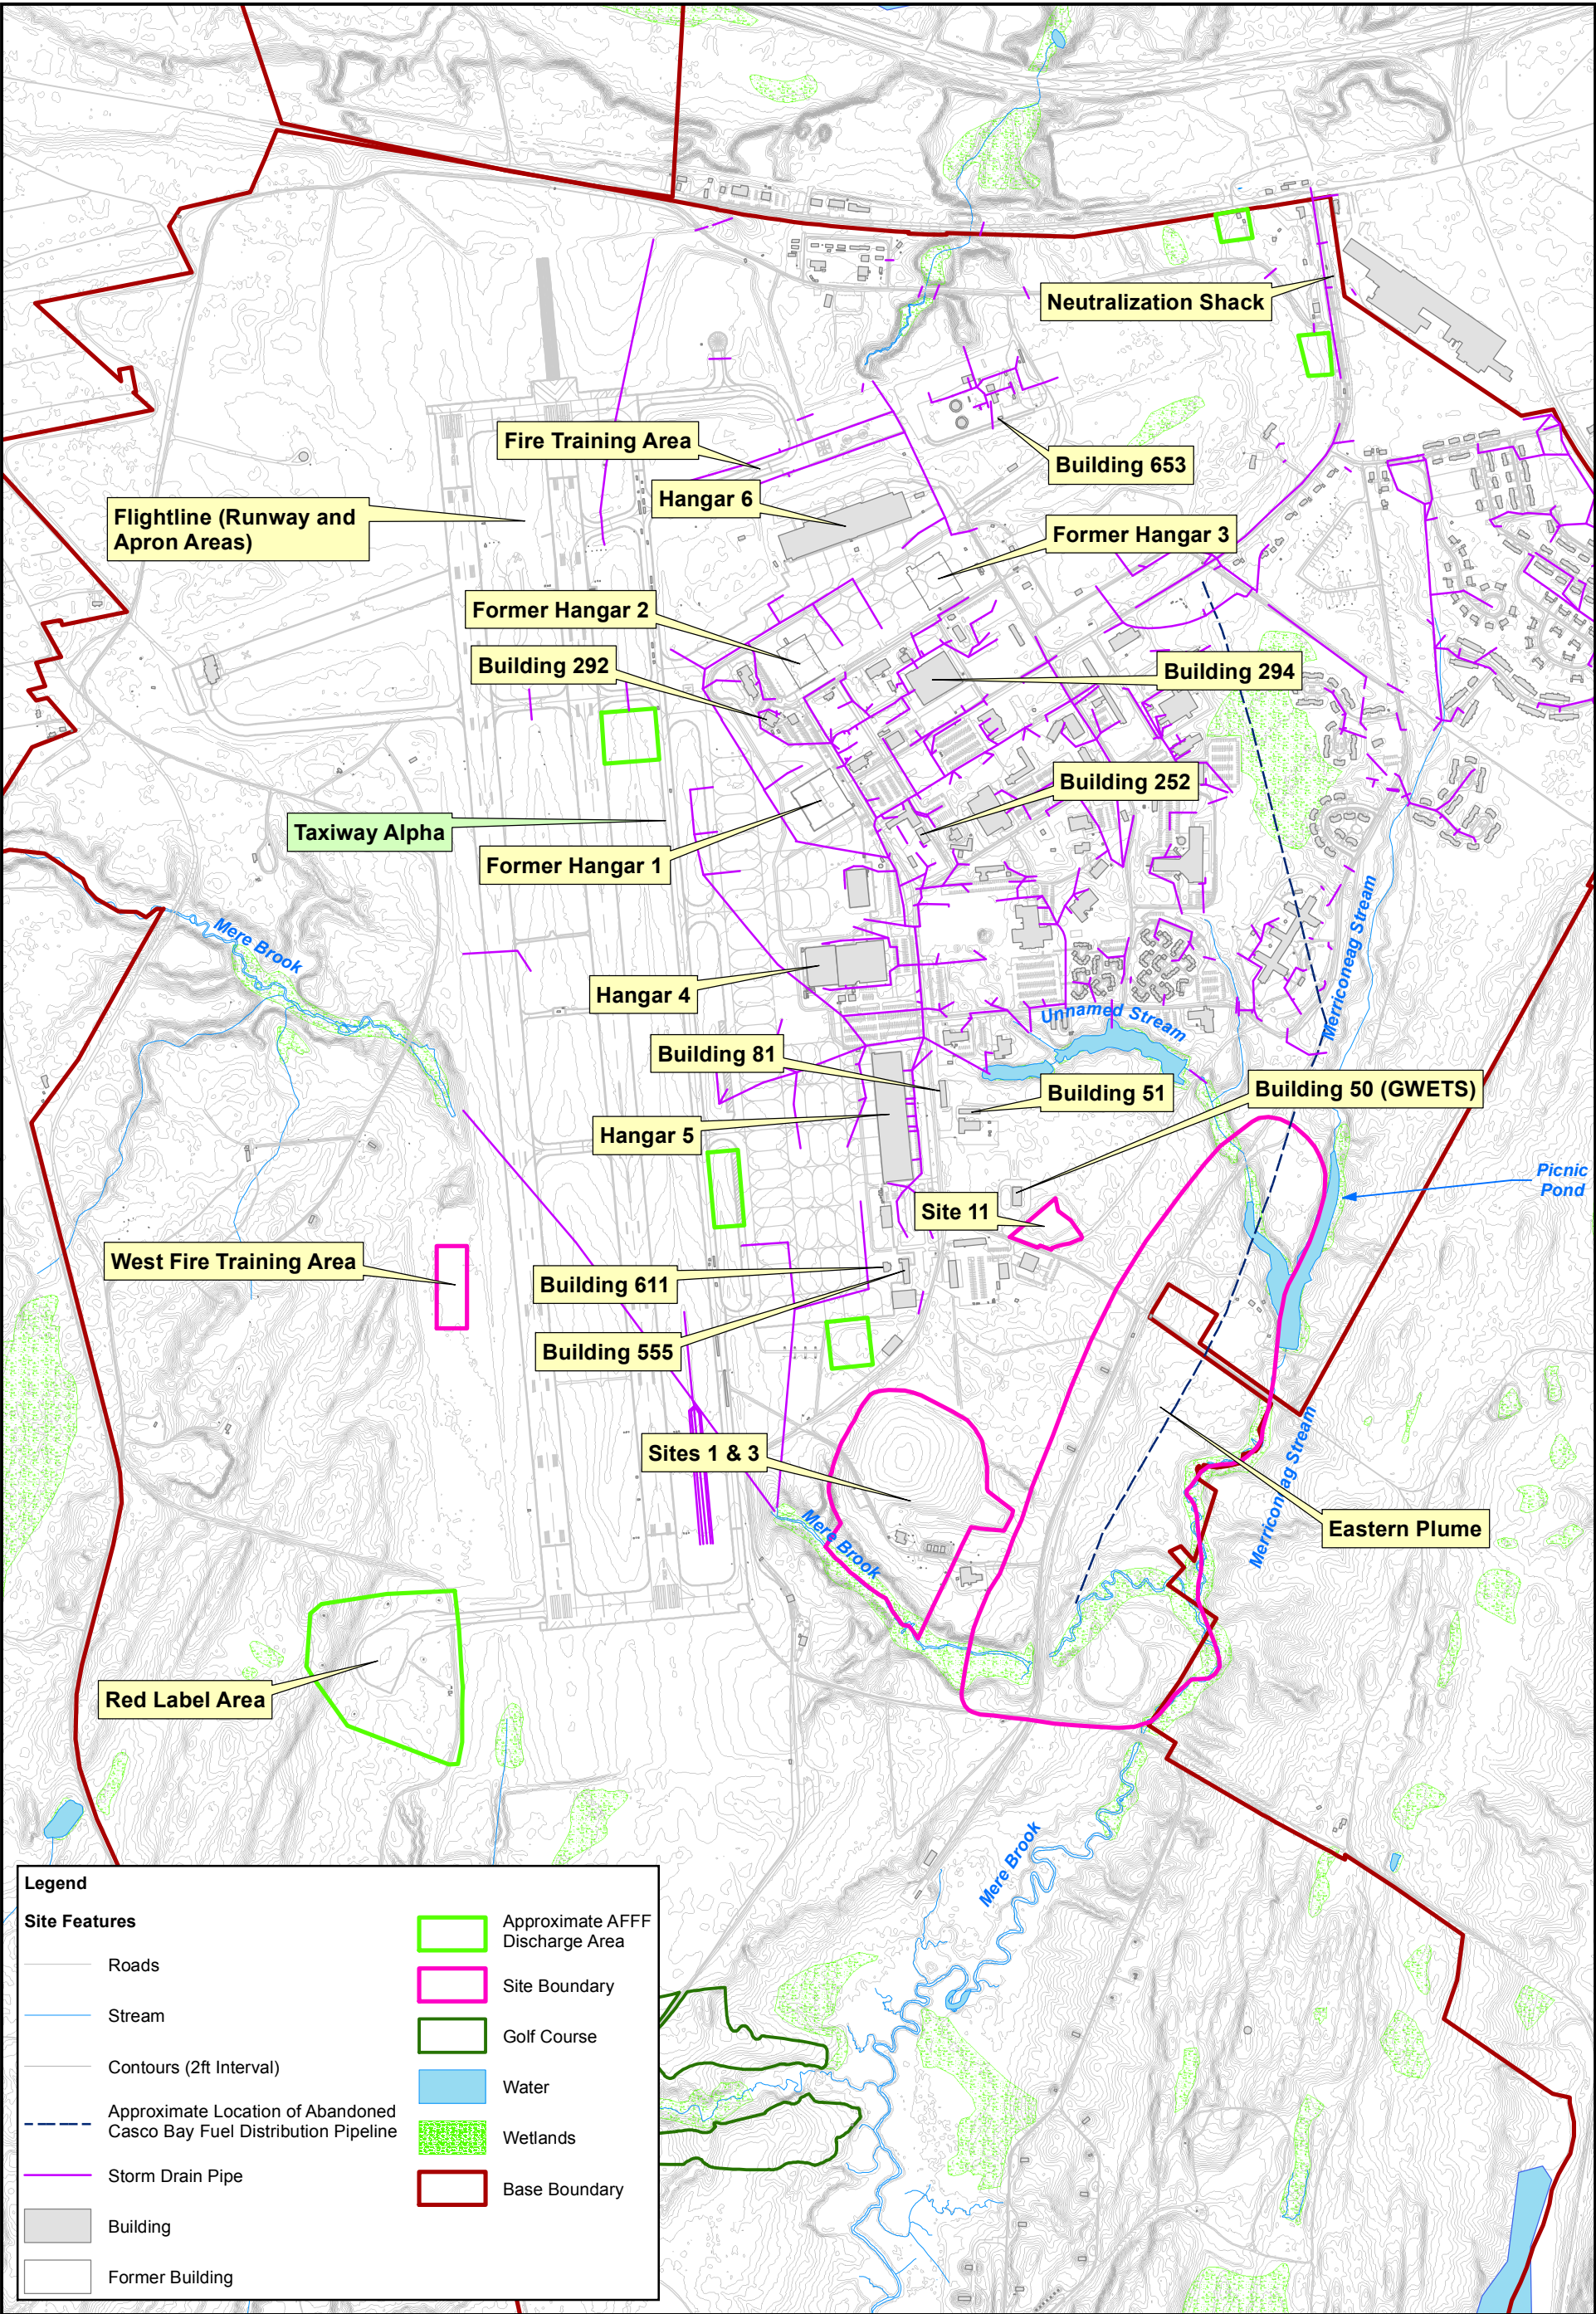 Neutralization Shack
Fire Training Area
Building 653
Hangar 6
Flightline (Runway and
Apron Areas)
Former Hangar 3
Former Hangar 2
Building 292
Building 294
Building 252
Taxiway Alpha
Former Hangar 1
Mere Brook
Merriconeag Stream
Hangar 4
Unnamed Stream
Building 81
Building 51
Building 50 (GWETS)
Hangar 5
Picnic
Pond
Site 11
West Fire Training Area
Building 611
Building 555
Sites 1 & 3
Mere Brook
Merriconeag Stream
Eastern Plume
Red Label Area
Mere Brook
Legend
Site Features
Roads
Stream
Contours (2ft Interval)
Approximate Location of Abandoned
Casco Bay Fuel Distribution Pipeline
Storm Drain Pipe
Building
Former Building
Approximate AFFF
Discharge Area
Site Boundary
Golf Course
Water
Wetlands
Base Boundary